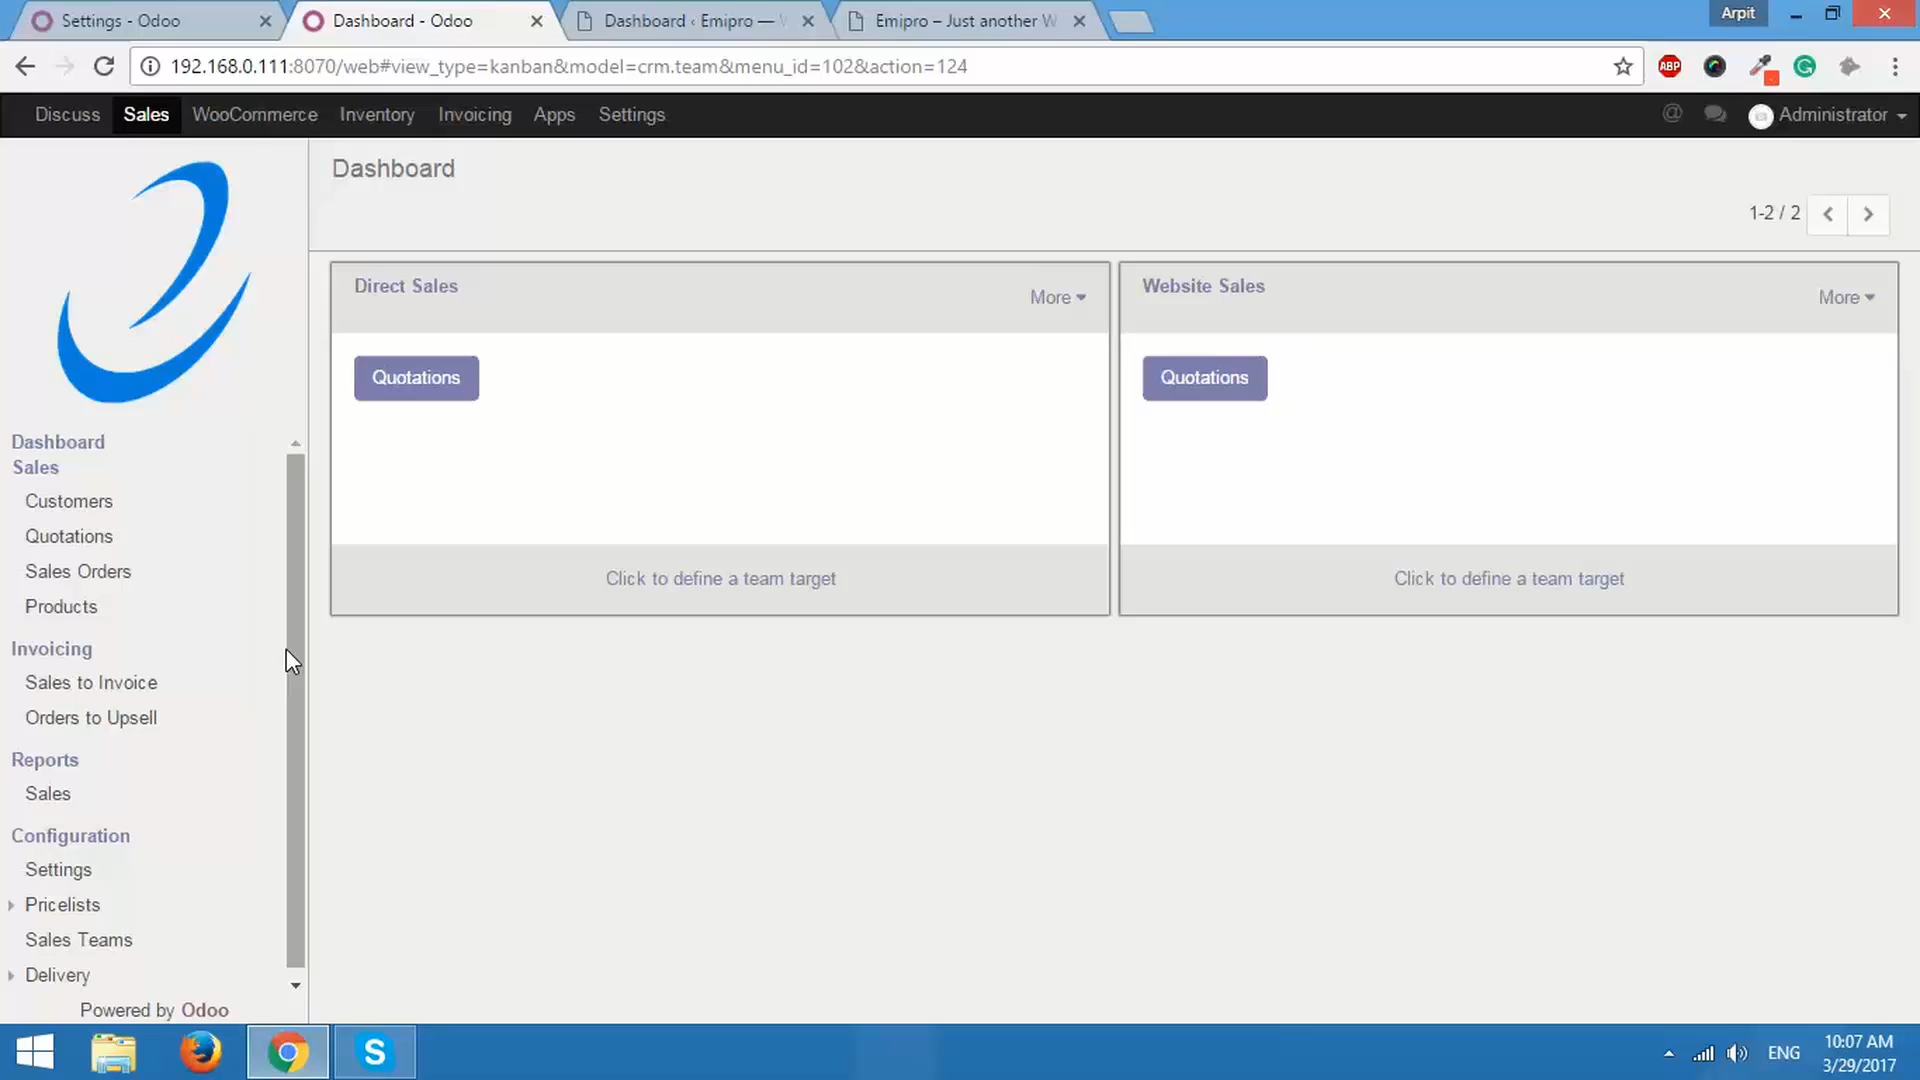 Settings - Odoo
Dashboard - Odoo
Dashboard ‹ Emipro —
Emipro – Just another W
Arpit
192.168.0.111:8070/web#view_type=kanban&model=crm.team&menu_id=102&action=124
ABP
Discuss Sales WooCommerce Inventory Invoicing Apps Settings
@ Administrator
Dashboard
1-2 / 2
Direct Sales
More
Quotations
Click to define a team target
Website Sales
More
Quotations
Click to define a team target
Dashboard
Sales
Customers
Quotations
Sales Orders
Products
Invoicing
Sales to Invoice
Orders to Upsell
Reports
Sales
Configuration
Settings
Pricelists
Sales Teams
Delivery
Powered by Odoo
ENG
10:07 AM
3/29/2017